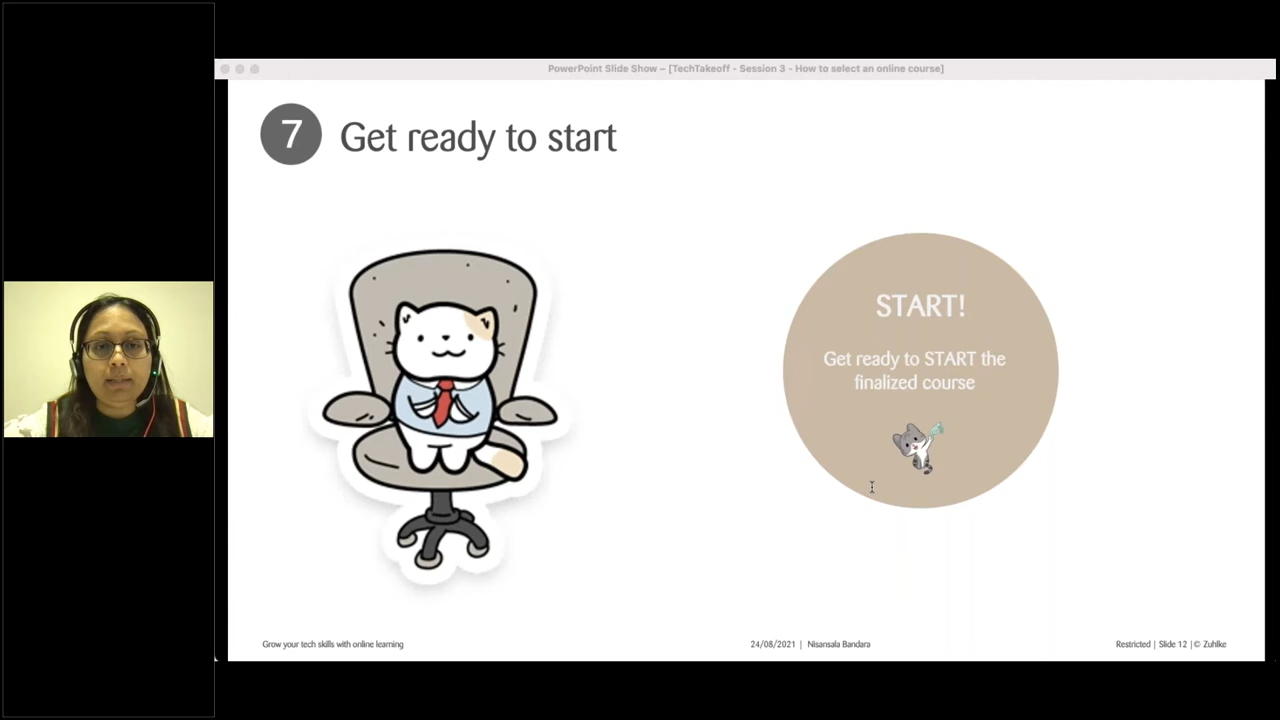 PowerPoint Slide Show – [TechTakeoff - Session 3 - How to select an online course]
7 Get ready to start
START!
Get ready to START the
finalized course
Grow your tech skills with online learning
24/08/2021 | Nisansala Bandara
Restricted | Slide 12 | © Zuhlke